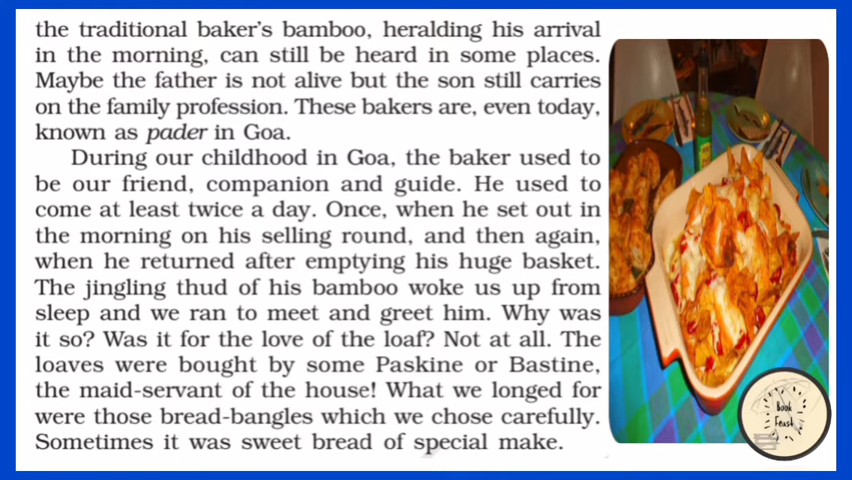 the traditional baker's bamboo, heralding his arrival
in the morning, can still be heard in some places.
Maybe the father is not alive but the son still carries
on the family profession. These bakers are, even today,
known as pader in Goa.
During our childhood in Goa, the baker used to
be our friend, companion and guide. He used to
come at least twice a day. Once, when he set out in
the morning on his selling round, and then again,
when he returned after emptying his huge basket.
The jingling thud of his bamboo woke us up from
sleep and we ran to meet and greet him. Why was
it so? Was it for the love of the loaf? Not at all. The
loaves were bought by some Paskine or Bastine,
the maid-servant of the house! What we longed for
were those bread-bangles which we chose carefully.
Sometimes it was sweet bread of special make.
Book
Feast